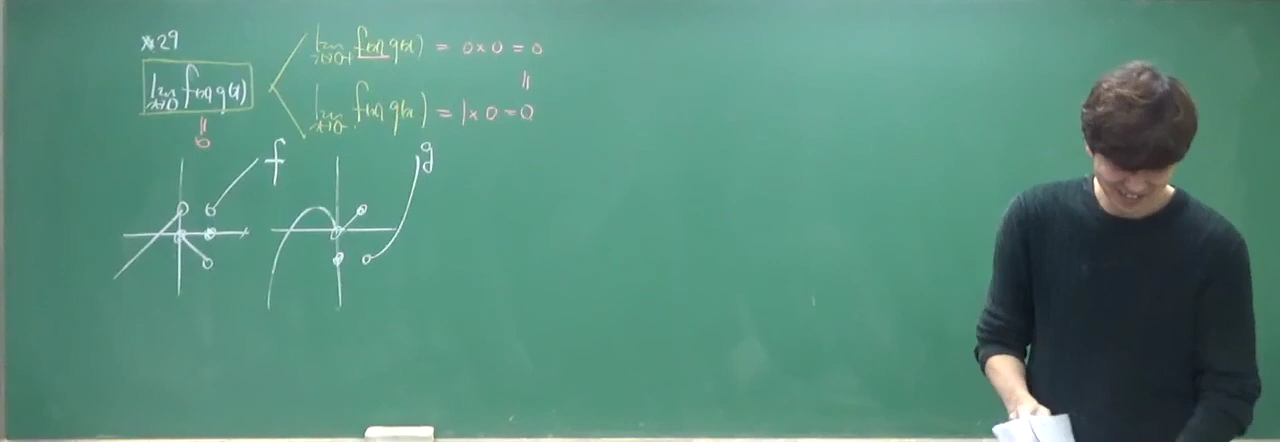 *29
lim x→0 f(x)g(x)
=
0
lim x→0+ f(x)g(x) = 0×0 = 0
=
lim x→0- f(x)g(x) = 1×0 = 0
f
g